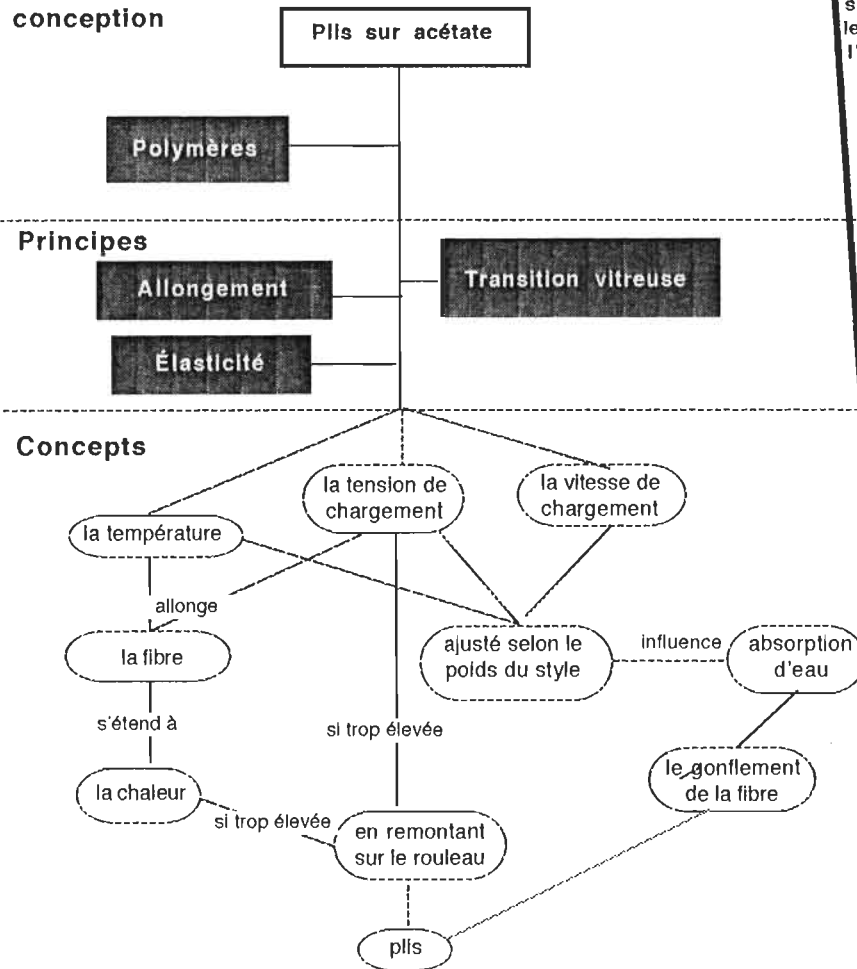 conception
Plis sur acétate
s
le
l'
Polymères
Principes
Allongement
Transition vitreuse
Élasticité
Concepts
la tension de
chargement
la vitesse de
chargement
la température
allonge
la fibre
ajusté selon le
poids du style
influence
absorption
d'eau
s'étend à
si trop élevée
la chaleur
le gonflement
de la fibre
si trop élevée
en remontant
sur le rouleau
plis